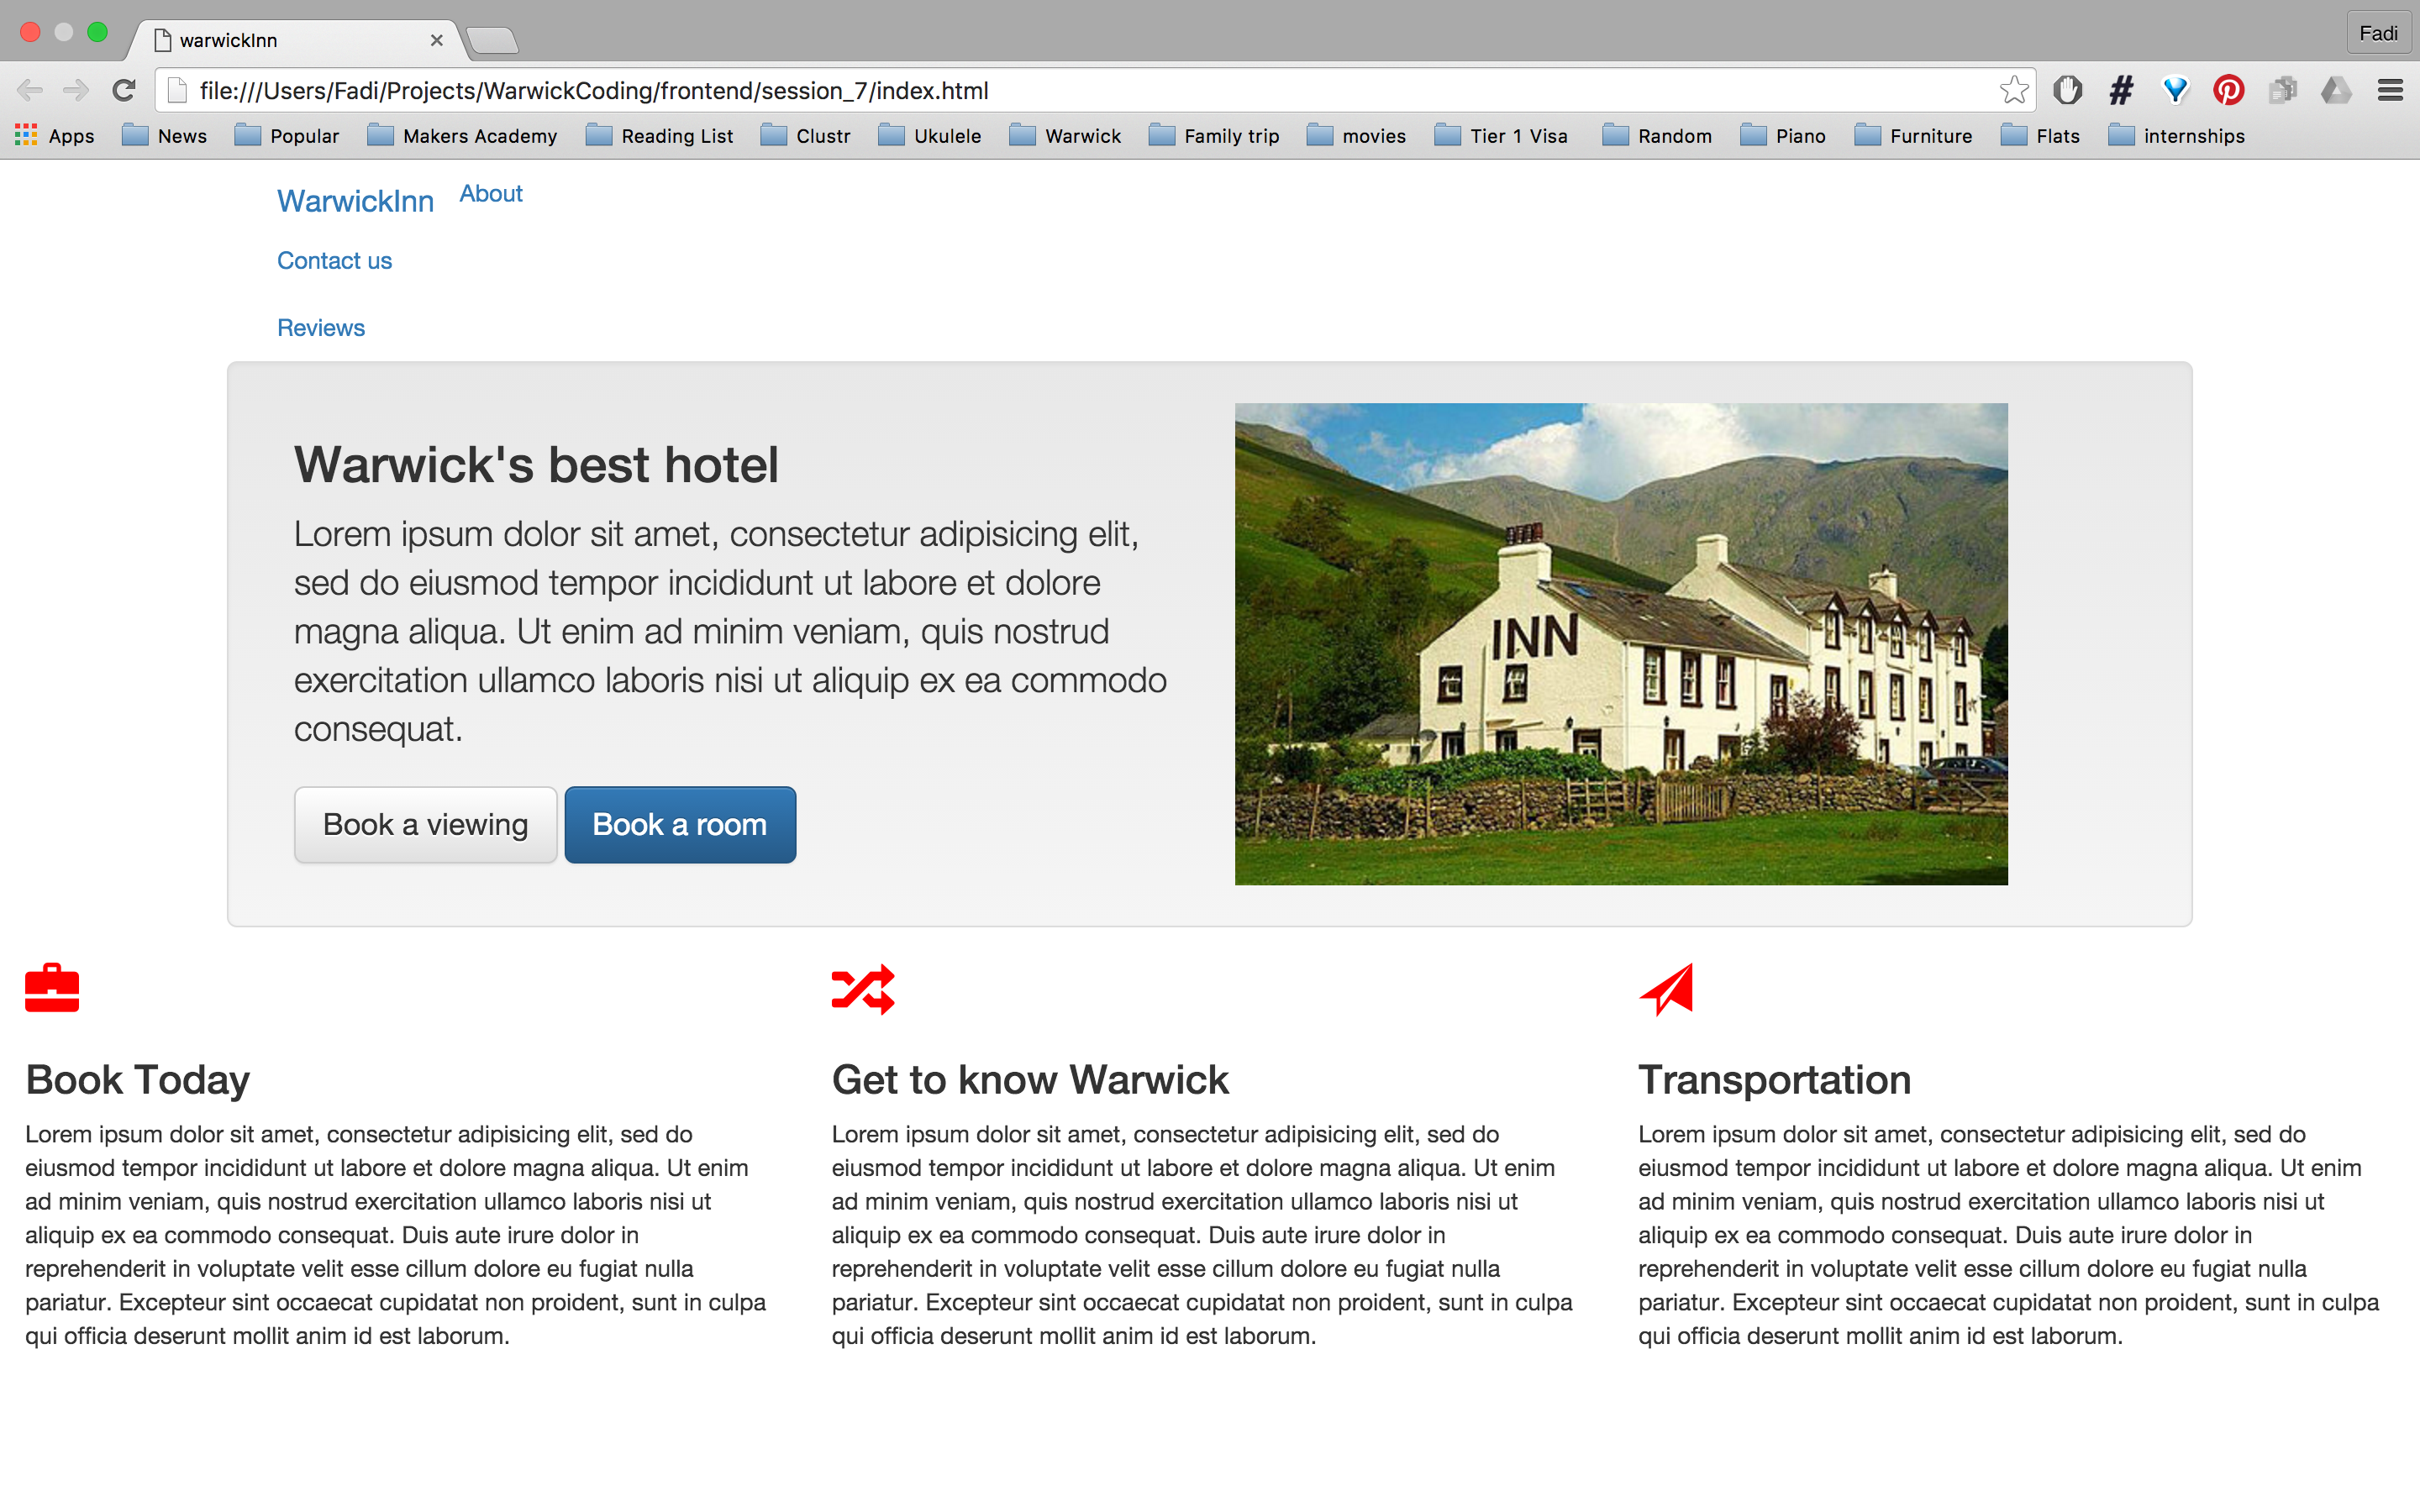 warwickInn
Fadi
file:///Users/Fadi/Projects/WarwickCoding/frontend/session_7/index.html
Apps News Popular Makers Academy Reading List Clustr Ukulele Warwick Family trip movies Tier 1 Visa Random Piano Furniture Flats internships
WarwickInn About
Contact us
Reviews
Warwick's best hotel
Lorem ipsum dolor sit amet, consectetur adipisicing elit,
sed do eiusmod tempor incididunt ut labore et dolore
magna aliqua. Ut enim ad minim veniam, quis nostrud
exercitation ullamco laboris nisi ut aliquip ex ea commodo
consequat.
Book a viewing Book a room
INN
Book Today
Lorem ipsum dolor sit amet, consectetur adipisicing elit, sed do
eiusmod tempor incididunt ut labore et dolore magna aliqua. Ut enim
ad minim veniam, quis nostrud exercitation ullamco laboris nisi ut
aliquip ex ea commodo consequat. Duis aute irure dolor in
reprehenderit in voluptate velit esse cillum dolore eu fugiat nulla
pariatur. Excepteur sint occaecat cupidatat non proident, sunt in culpa
qui officia deserunt mollit anim id est laborum.
Get to know Warwick
Lorem ipsum dolor sit amet, consectetur adipisicing elit, sed do
eiusmod tempor incididunt ut labore et dolore magna aliqua. Ut enim
ad minim veniam, quis nostrud exercitation ullamco laboris nisi ut
aliquip ex ea commodo consequat. Duis aute irure dolor in
reprehenderit in voluptate velit esse cillum dolore eu fugiat nulla
pariatur. Excepteur sint occaecat cupidatat non proident, sunt in culpa
qui officia deserunt mollit anim id est laborum.
Transportation
Lorem ipsum dolor sit amet, consectetur adipisicing elit, sed do
eiusmod tempor incididunt ut labore et dolore magna aliqua. Ut enim
ad minim veniam, quis nostrud exercitation ullamco laboris nisi ut
aliquip ex ea commodo consequat. Duis aute irure dolor in
reprehenderit in voluptate velit esse cillum dolore eu fugiat nulla
pariatur. Excepteur sint occaecat cupidatat non proident, sunt in culpa
qui officia deserunt mollit anim id est laborum.